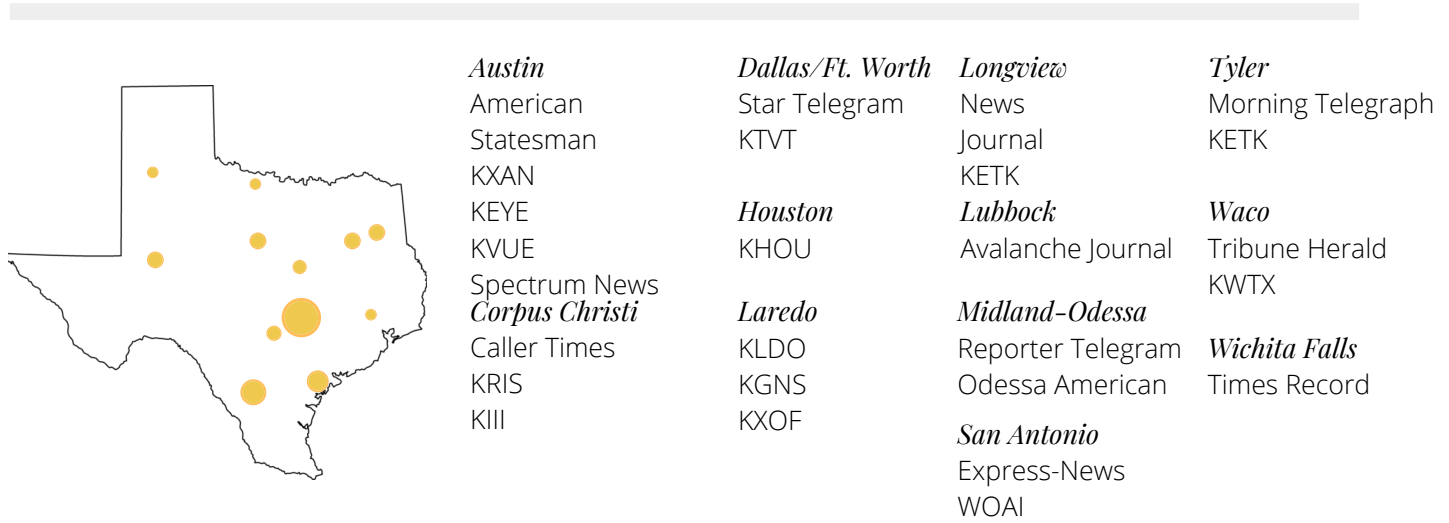 Austin
American
Statesman
KXAN
KEYE
KVUE
Spectrum News
Corpus Christi
Caller Times
KRIS
KIII
Dallas/Ft. Worth
Star Telegram
KTVT
Houston
KHOU
Laredo
KLDO
KGNS
KXOF
Longview
News
Journal
KETK
Lubbock
Avalanche Journal
Midland-Odessa
Reporter Telegram
Odessa American
San Antonio
Express-News
WOAI
Tyler
Morning Telegraph
KETK
Waco
Tribune Herald
KWTX
Wichita Falls
Times Record